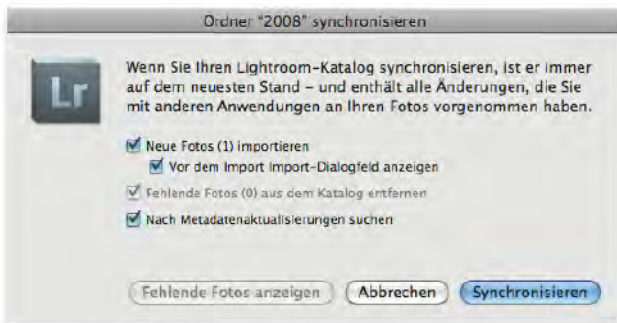 Ordner "2008" synchronisieren
Lr
Wenn Sie Ihren Lightroom-Katalog synchronisieren, ist er immer
auf dem neuesten Stand – und enthält alle Änderungen, die Sie
mit anderen Anwendungen an Ihren Fotos vorgenommen haben.
Neue Fotos (1) importieren
Vor dem Import Import-Dialogfeld anzeigen
Fehlende Fotos (0) aus dem Katalog entfernen
Nach Metadatenaktualisierungen suchen
Fehlende Fotos anzeigen Abbrechen Synchronisieren